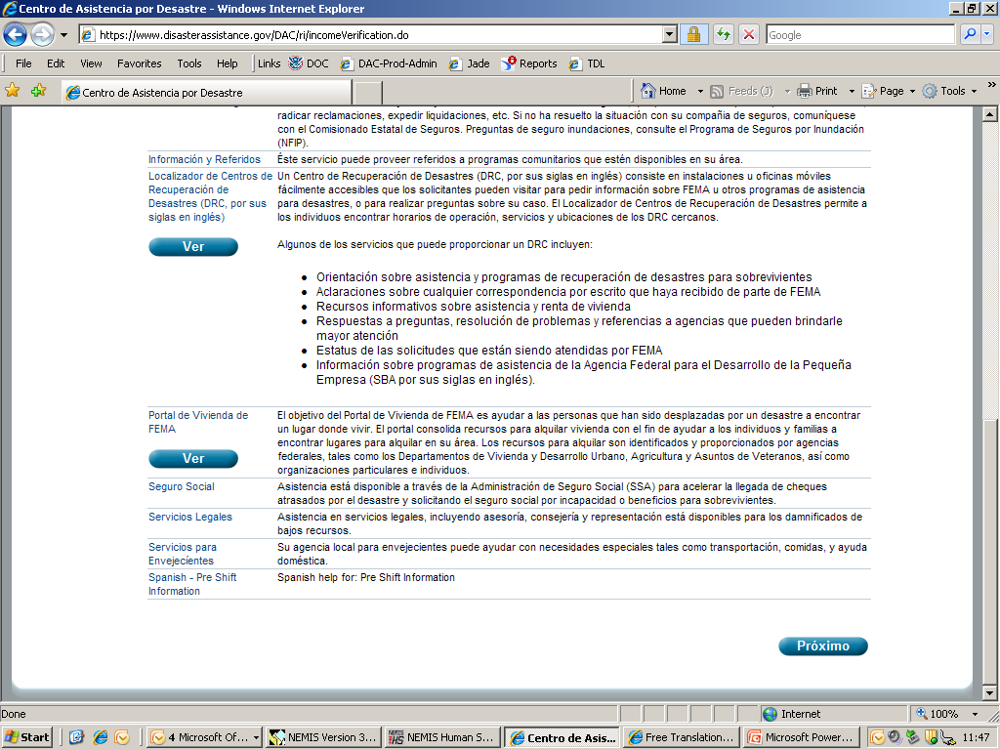 Centro de Asistencia por Desastre - Windows Internet Explorer
https://www.disasterassistance.gov/DAC/ri/incomeVerification.do
Google
File Edit View Favorites Tools Help Links DOC DAC-Prod-Admin Jade Reports TDL
Centro de Asistencia por Desastre Home Feeds (J) Print Page Tools
radicar reclamaciones, expedir liquidaciones, etc. Si no ha resuelto la situación con su compañia de seguros, comuníquese
con el Comisionado Estatal de Seguros. Preguntas de seguro inundaciones, consulte el Programa de Seguros por Inundación
(NFIP).
Información y Referidos Éste servicio puede proveer referidos a programas comunitarios que estén disponibles en su área.
Localizador de Centros de Un Centro de Recuperación de Desastres (DRC, por sus siglas en inglés) consiste en instalaciones u oficinas móviles
Recuperación de fácilmente accesibles que los solicitantes pueden visitar para pedir información sobre FEMA u otros programas de asistencia
Desastres (DRC, por sus para desastres, o para realizar preguntas sobre su caso. El Localizador de Centros de Recuperación de Desastres permite a
siglas en inglés) los individuos encontrar horarios de operación, servicios y ubicaciones de los DRC cercanos.
Ver Algunos de los servicios que puede proporcionar un DRC incluyen:
• Orientación sobre asistencia y programas de recuperación de desastres para sobrevivientes
• Aclaraciones sobre cualquier correspondencia por escrito que haya recibido de parte de FEMA
• Recursos informativos sobre asistencia y renta de vivienda
• Respuestas a preguntas, resolución de problemas y referencias a agencias que pueden brindarle
mayor atención
• Estatus de las solicitudes que están siendo atendidas por FEMA
• Información sobre programas de asistencia de la Agencia Federal para el Desarrollo de la Pequeña
Empresa (SBA por sus siglas en inglés).
Portal de Vivienda de El objetivo del Portal de Vivienda de FEMA es ayudar a las personas que han sido desplazadas por un desastre a encontrar
FEMA un lugar donde vivir. El portal consolida recursos para alquilar vivienda con el fin de ayudar a los individuos y familias a
encontrar lugares para alquilar en su área. Los recursos para alquilar son identificados y proporcionados por agencias
Ver federales, tales como los Departamentos de Vivienda y Desarrollo Urbano, Agricultura y Asuntos de Veteranos, así como
organizaciones particulares e individuos.
Seguro Social Asistencia está disponible a través de la Administración de Seguro Social (SSA) para acelerar la llegada de cheques
atrasados por el desastre y solicitando el seguro social por incapacidad o beneficios para sobrevivientes.
Servicios Legales Asistencia en servicios legales, incluyendo asesoría, consejería y representación está disponibles para los damnificados de
bajos recursos.
Servicios para Su agencia local para envejecientes puede ayudar con necesidades especiales tales como transportación, comidas, y ayuda
Envejecíentes doméstica.
Spanish - Pre Shift Spanish help for: Pre Shift Information
Information
Próximo
Done Internet 100%
Start 4 Microsoft Of... NEMIS Version 3... NEMIS Human S... Centro de Asis... Free Translation... Microsoft Power... 11:47